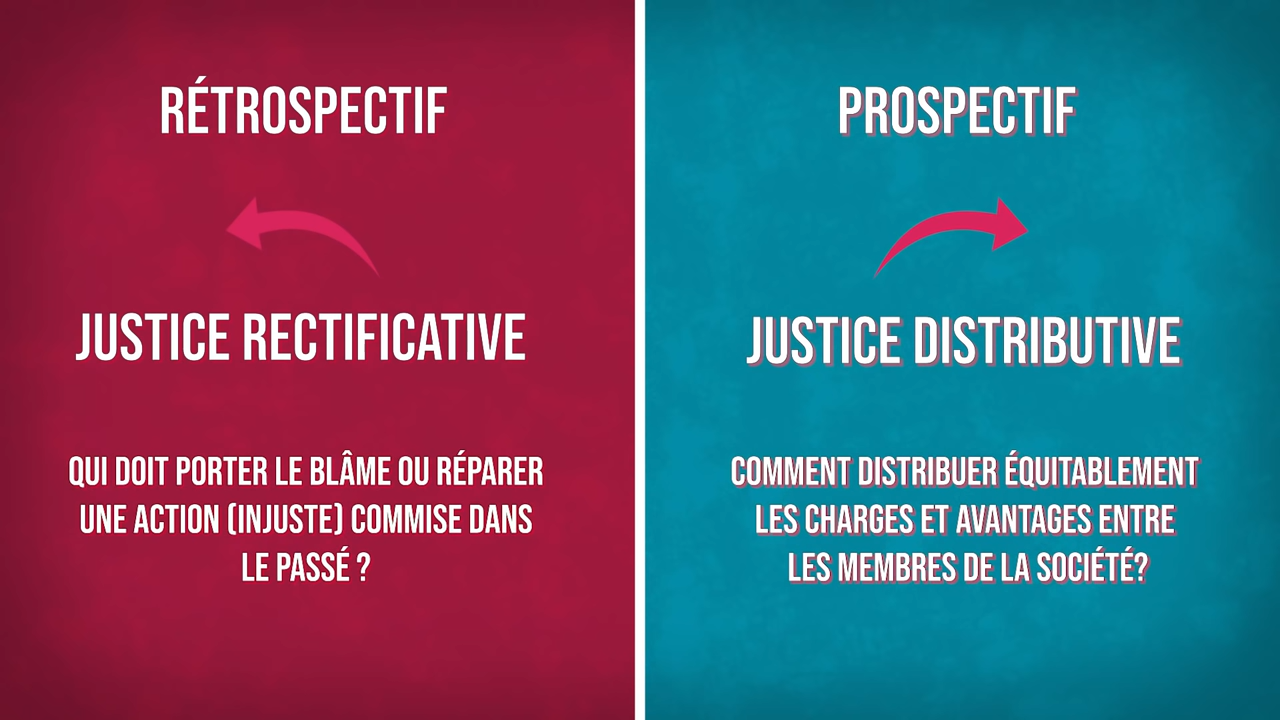 RÉTROSPECTIF
JUSTICE RECTIFICATIVE
QUI DOIT PORTER LE BLÂME OU RÉPARER
UNE ACTION (INJUSTE) COMMISE DANS
LE PASSÉ ?
PROSPECTIF
JUSTICE DISTRIBUTIVE
COMMENT DISTRIBUER ÉQUITABLEMENT
LES CHARGES ET AVANTAGES ENTRE
LES MEMBRES DE LA SOCIÉTÉ?